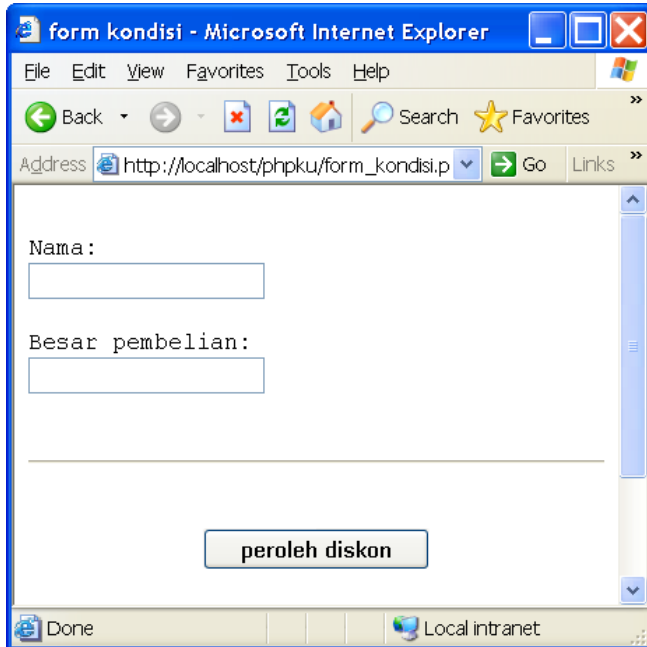 form kondisi - Microsoft Internet Explorer
File Edit View Favorites Tools Help
Back Search Favorites »
Address http://localhost/phpku/form_kondisi.p Go Links »
Nama:
Besar pembelian:
peroleh diskon
Done Local intranet